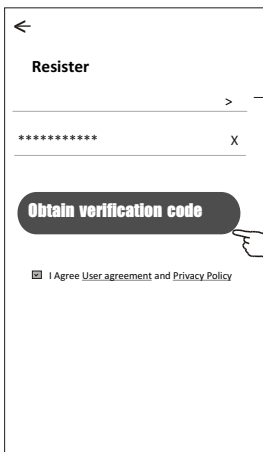 Resister
>
*********** X
Obtain verification code
I Agree User agreement and Privacy Policy